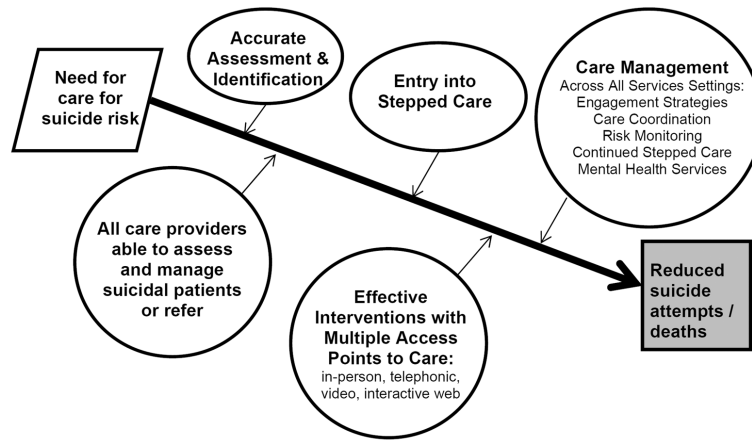 Need for
care for
suicide risk
Accurate
Assessment &
Identification
Entry into
Stepped Care
Care Management
Across All Services Settings:
Engagement Strategies
Care Coordination
Risk Monitoring
Continued Stepped Care
Mental Health Services
All care providers
able to assess
and manage
suicidal patients
or refer
Effective
Interventions with
Multiple Access
Points to Care:
in-person, telephonic,
video, interactive web
Reduced
suicide
attempts /
deaths